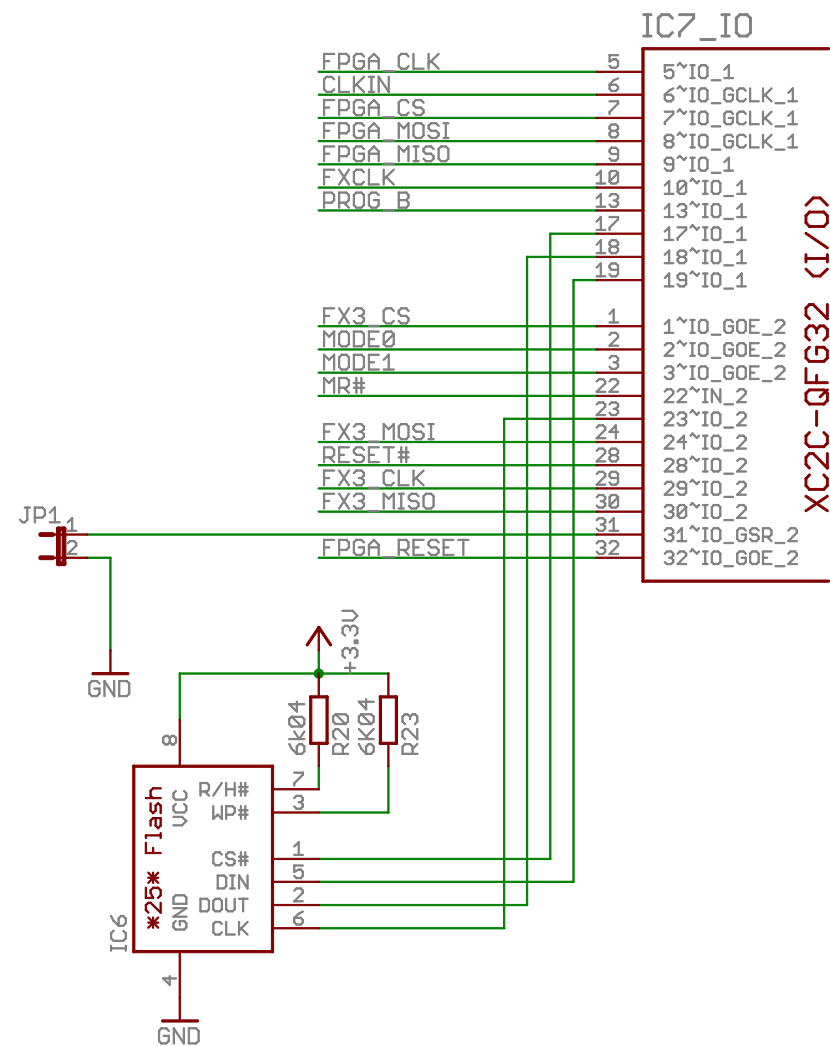 IC7_IO
FPGA_CLK 5 5~IO_1
CLKIN 6 6~IO_GCLK_1
FPGA_CS 7 7~IO_GCLK_1
FPGA_MOSI 8 8~IO_GCLK_1
FPGA_MISO 9 9~IO_1
FXCLK 10 10~IO_1
PROG_B 13 13~IO_1
17 17~IO_1
18 18~IO_1
19 19~IO_1
FX3_CS 1 1~IO_GOE_2
MODE0 2 2~IO_GOE_2
MODE1 3 3~IO_GOE_2
MR# 22 22~IN_2
23 23~IO_2
FX3_MOSI 24 24~IO_2
RESET# 28 28~IO_2
FX3_CLK 29 29~IO_2
FX3_MISO 30 30~IO_2
31 31~IO_GSR_2
FPGA_RESET 32 32~IO_GOE_2
XC2C-QFG32 (I/O)
JP1
1
2
GND
+3.3V
6k04
R20
6K04
R23
8
VCC
*25* Flash
GND
R/H# 7
WP# 3
CS# 1
DIN 5
DOUT 2
CLK 6
IC6
4
GND